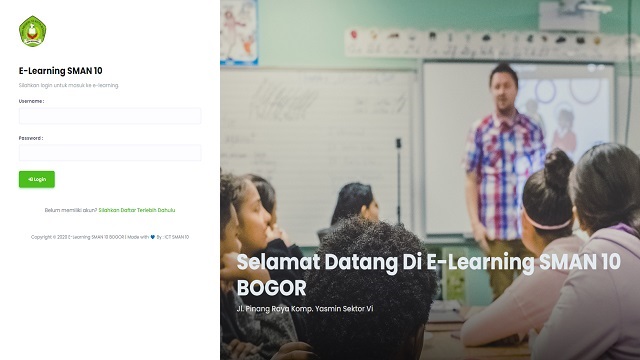 E-Learning SMAN 10
Silahkan login untuk masuk ke e-learning.
Username :
Password :
Login
Belum memiliki akun? Silahkan Daftar Terlebih Dahulu
Copyright © 2020 E-Learning SMAN 10 BOGOR | Made with 💙 By : ICT SMAN 10
Selamat Datang Di E-Learning SMAN 10
BOGOR
Jl. Pinang Raya Komp. Yasmin Sektor Vi